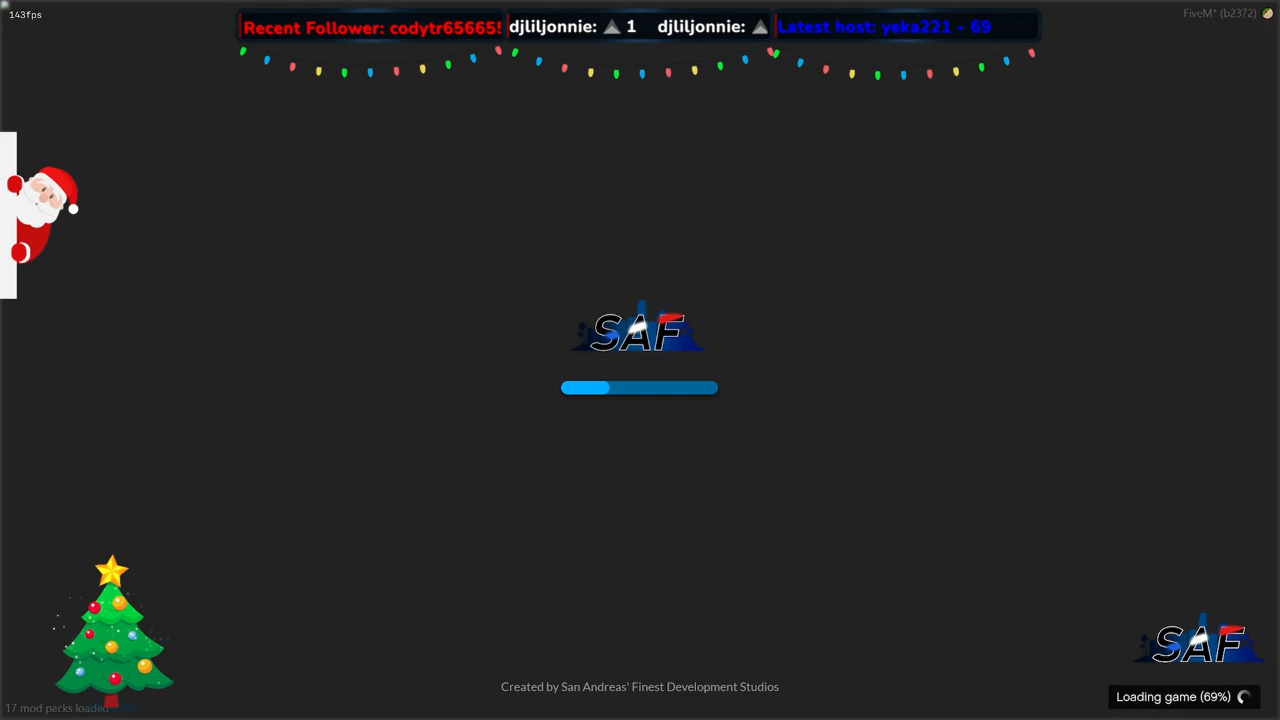 143fps
Recent Follower: codytr65665!
djliljonnie: 1 djliljonnie:
Latest host: yeka221 - 69
FiveM* (b2372)
SAF
Created by San Andreas' Finest Development Studios
SAF
Loading game (69%)
17 mod packs loaded